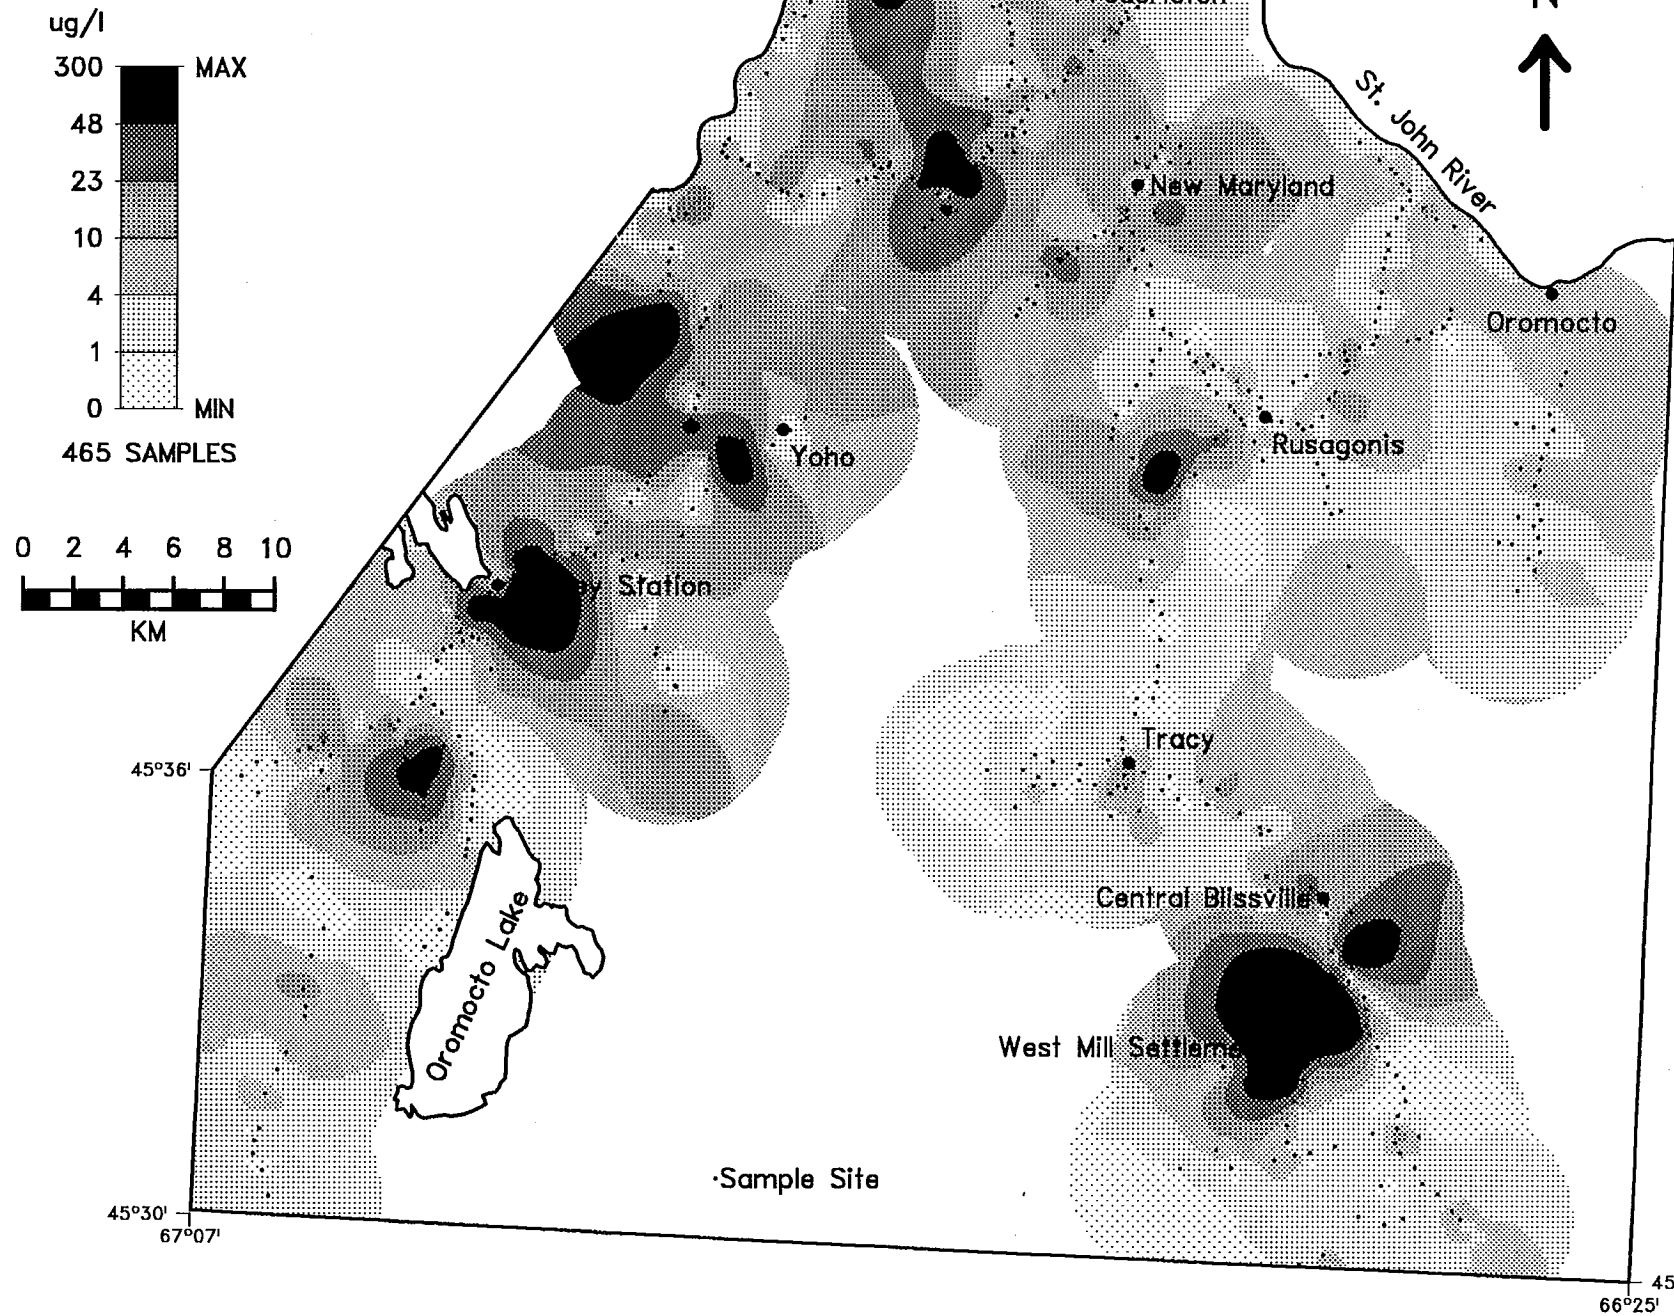 ug/l
300 MAX
48
23
10
4
1
0 MIN
465 SAMPLES
0 2 4 6 8 10
KM
N
St. John River
New Maryland
Oromocto
Rusagonis
Yoho
Station
Tracy
45°36'
Central Blissville
Oromocto Lake
West Mill
·Sample Site
45°30'
67°07'
45
66°25'